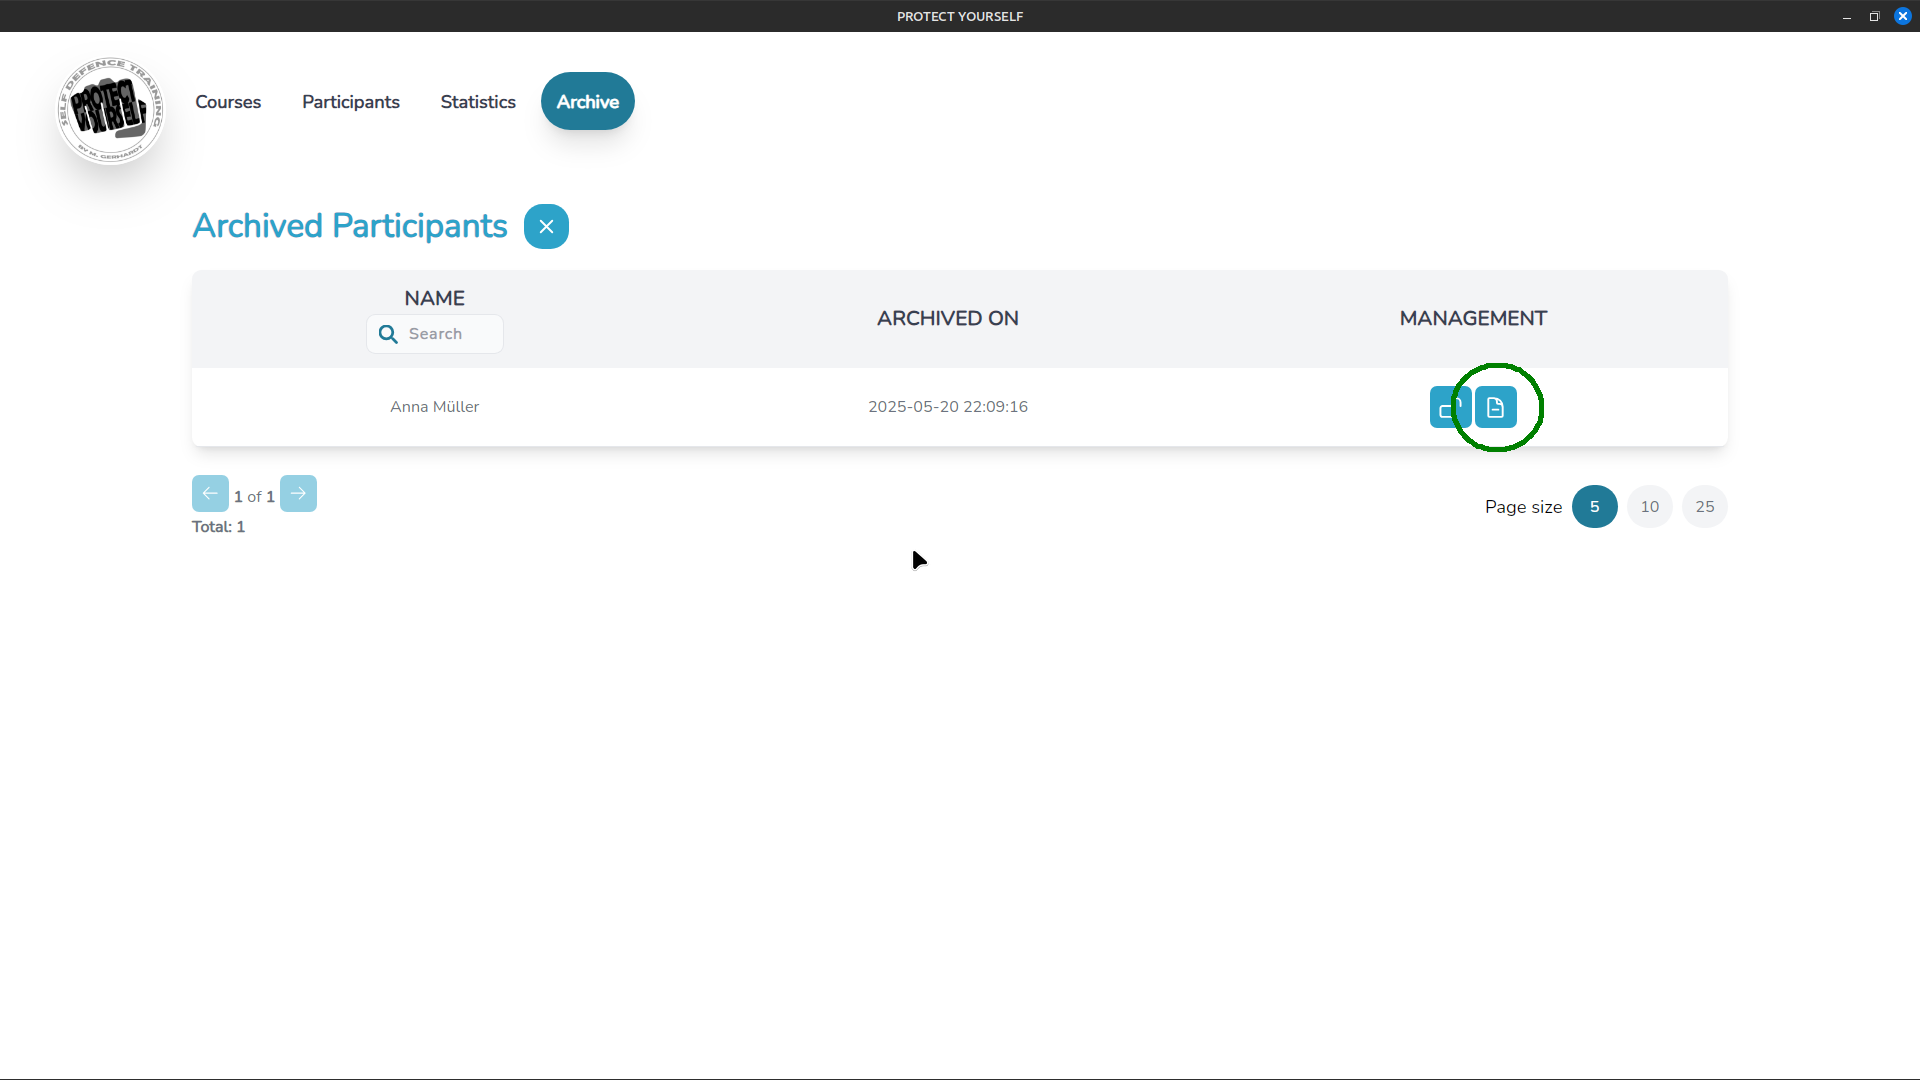 PROTECT YOURSELF
SELF DEFENCE TRAINING
PROTECT
YOURSELF
BY M. GERHARDT
Courses
Participants
Statistics
Archive
Archived Participants
NAME
Search
ARCHIVED ON
MANAGEMENT
Anna Müller
2025-05-20 22:09:16
1 of 1
Total: 1
Page size
5
10
25